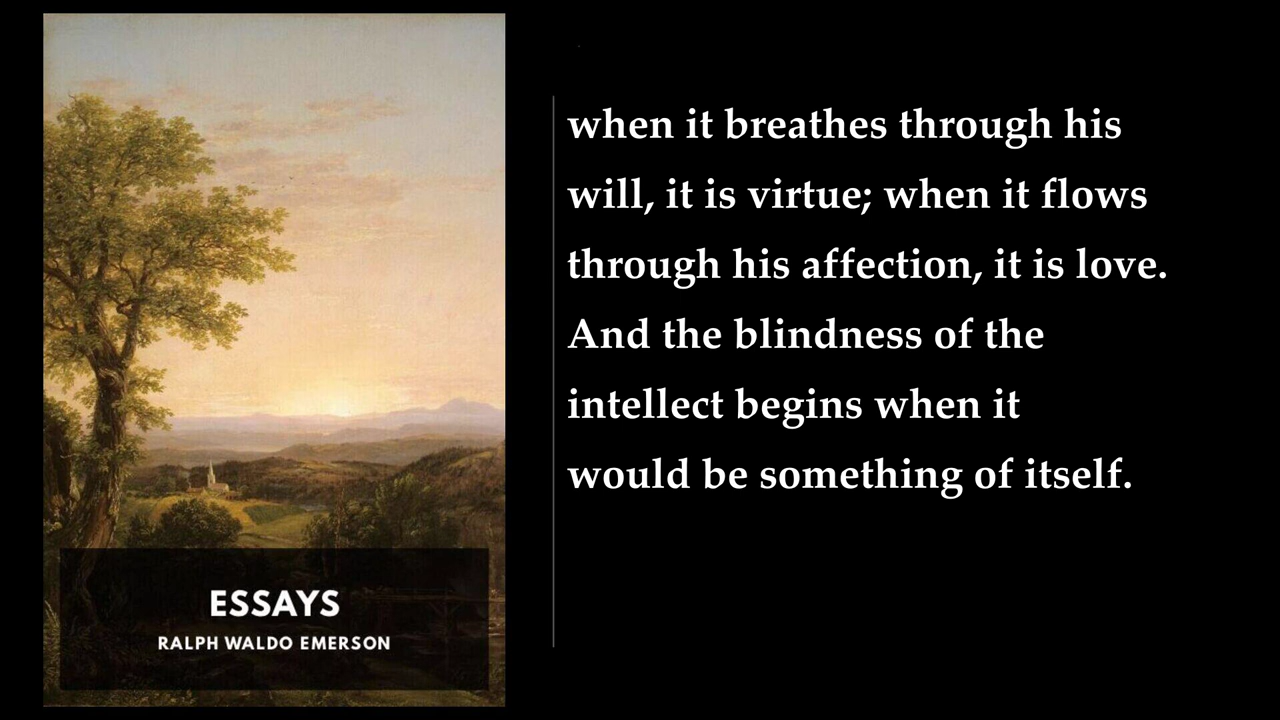 ESSAYS
RALPH WALDO EMERSON
when it breathes through his
will, it is virtue; when it flows
through his affection, it is love.
And the blindness of the
intellect begins when it
would be something of itself.